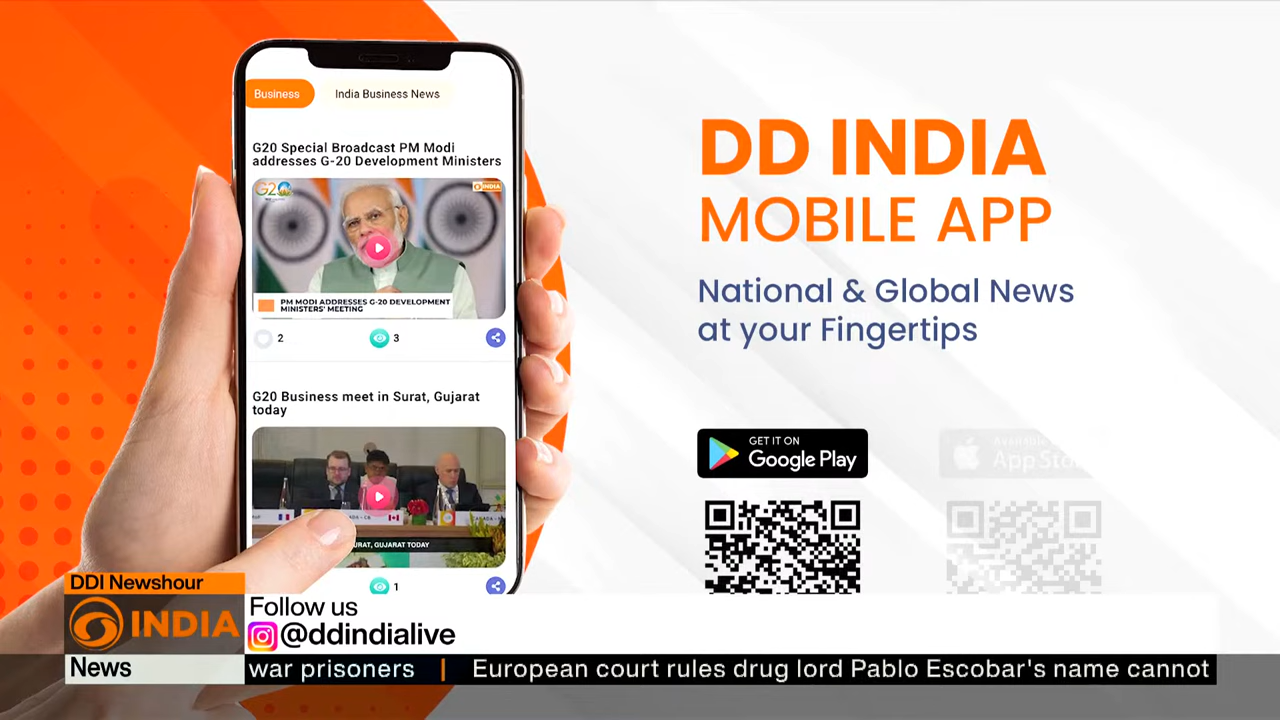 Business
India Business News
G20 Special Broadcast PM Modi
addresses G-20 Development Ministers
G20
INDIA
PM MODI ADDRESSES G-20 DEVELOPMENT
MINISTERS' MEETING
2
3
G20 Business meet in Surat, Gujarat
today
GUJARAT TODAY
1
DD INDIA
MOBILE APP
National & Global News
at your Fingertips
GET IT ON
Google Play
Available
App Store
DDI Newshour
INDIA
News
Follow us
@ddindialive
war prisoners | European court rules drug lord Pablo Escobar's name cannot